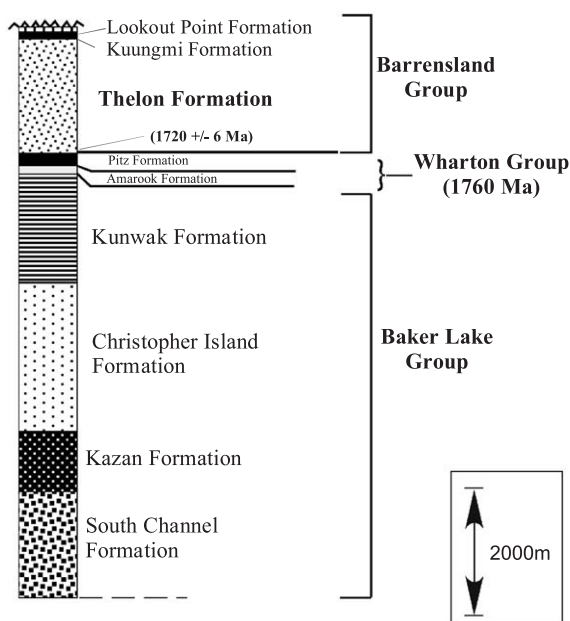 Lookout Point Formation
Kuungmi Formation
Barrensland
Group
Thelon Formation
(1720 +/- 6 Ma)
Pitz Formation
Amarook Formation
Wharton Group
(1760 Ma)
Kunwak Formation
Christopher Island
Formation
Baker Lake
Group
Kazan Formation
South Channel
Formation
2000m